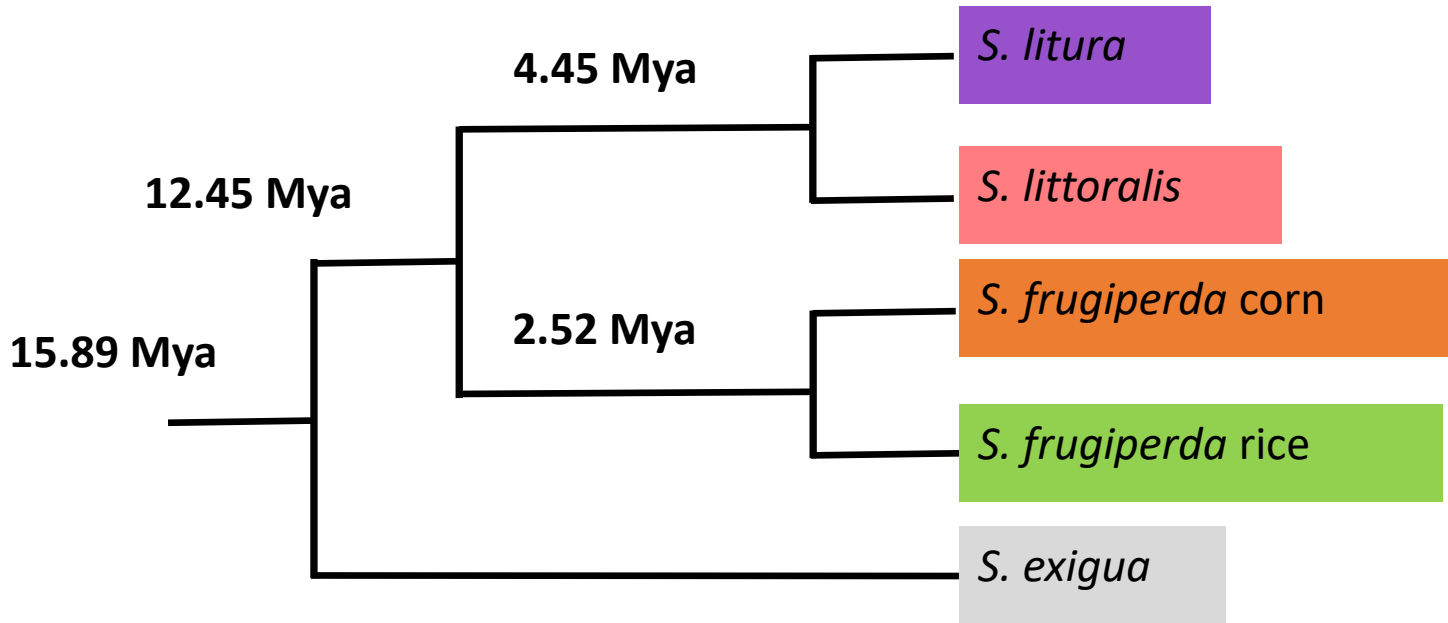 S. litura
4.45 Mya
S. littoralis
12.45 Mya
S. frugiperda corn
2.52 Mya
15.89 Mya
S. frugiperda rice
S. exigua